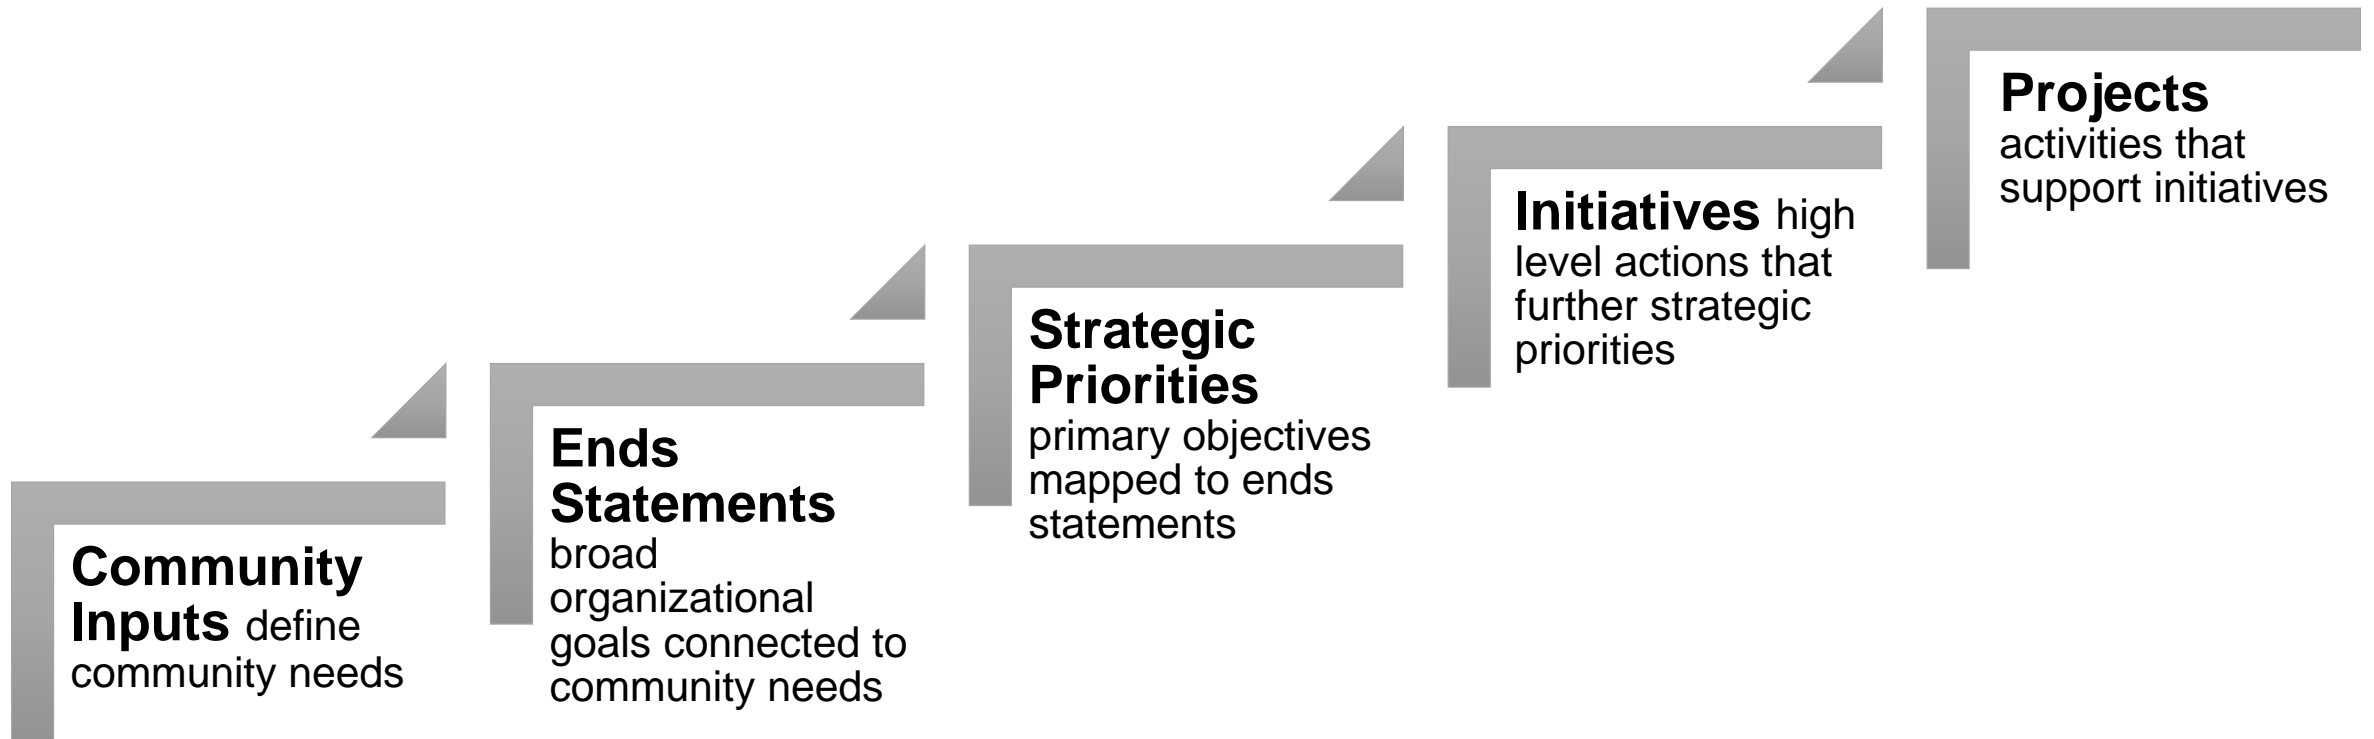 Community
Inputs define
community needs
Ends
Statements
broad
organizational
goals connected to
community needs
Strategic
Priorities
primary objectives
mapped to ends
statements
Initiatives high
level actions that
further strategic
priorities
Projects
activities that
support initiatives